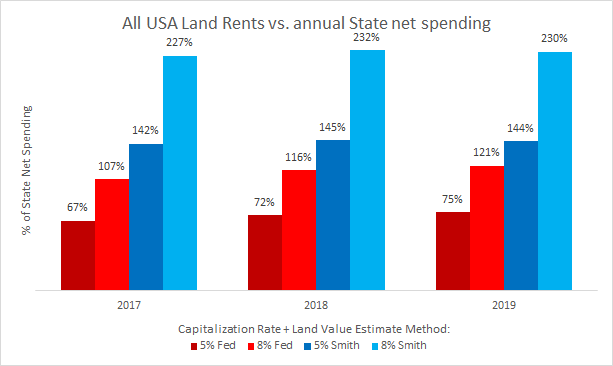 All USA Land Rents vs. annual State net spending
227%
232%
230%
142%
145%
144%
107%
116%
121%
67%
72%
75%
% of State Net Spending
2017 2018 2019
Capitalization Rate + Land Value Estimate Method:
5% Fed 8% Fed 5% Smith 8% Smith